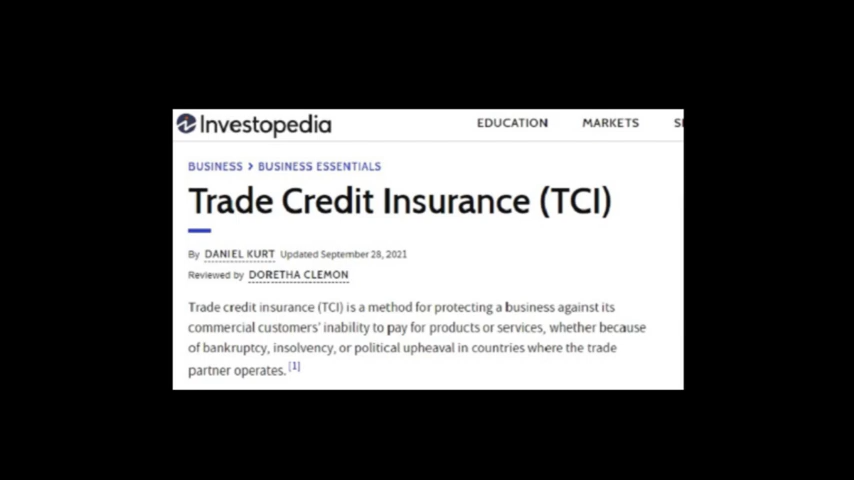 Investopedia EDUCATION MARKETS
BUSINESS > BUSINESS ESSENTIALS
Trade Credit Insurance (TCI)
By DANIEL KURT Updated September 28, 2021
Reviewed by DORETHA CLEMON
Trade credit insurance (TCI) is a method for protecting a business against its
commercial customers’ inability to pay for products or services, whether because
of bankruptcy, insolvency, or political upheaval in countries where the trade
partner operates. [1]